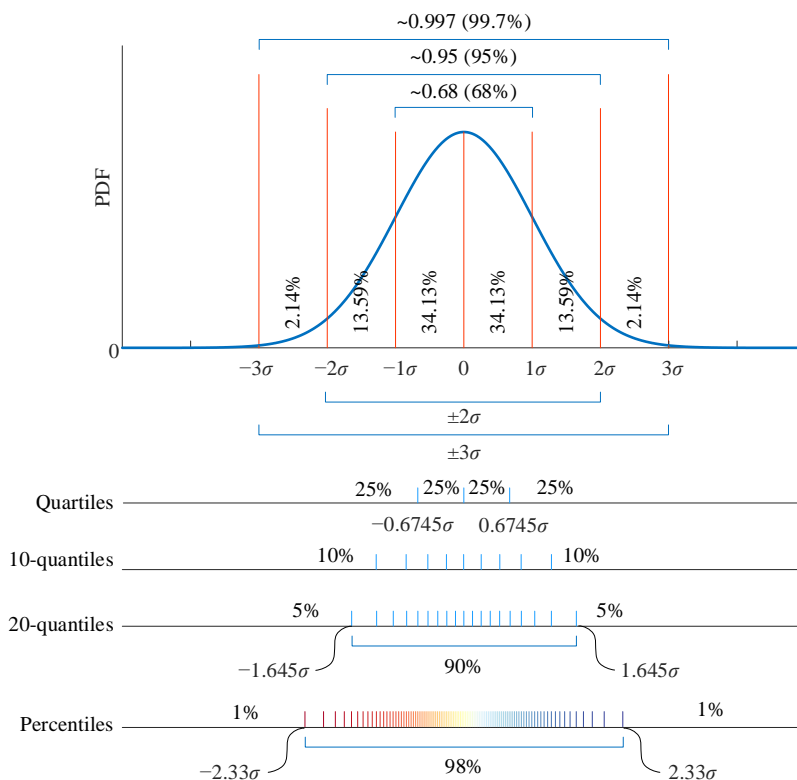 ~0.997 (99.7%)
~0.95 (95%)
~0.68 (68%)
PDF
2.14%
13.59%
34.13%
34.13%
13.59%
2.14%
0
−3σ −2σ −1σ 0 1σ 2σ 3σ
±2σ
±3σ
25% 25% 25% 25%
Quartiles
−0.6745σ 0.6745σ
10% 10%
10-quantiles
5% 5%
20-quantiles
−1.645σ 90% 1.645σ
1% 1%
Percentiles
−2.33σ 98% 2.33σ